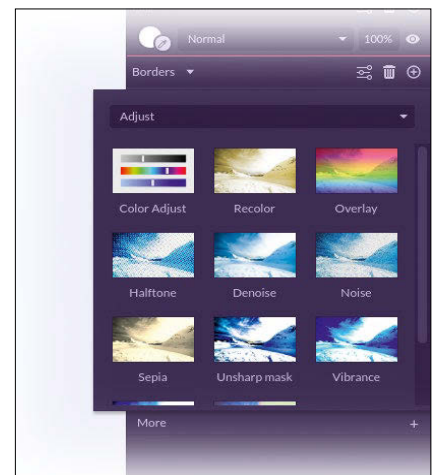 Normal 100%
Borders
Adjust
Color Adjust Recolor Overlay
Halftone Denoise Noise
Sepia Unsharp mask Vibrance
More +